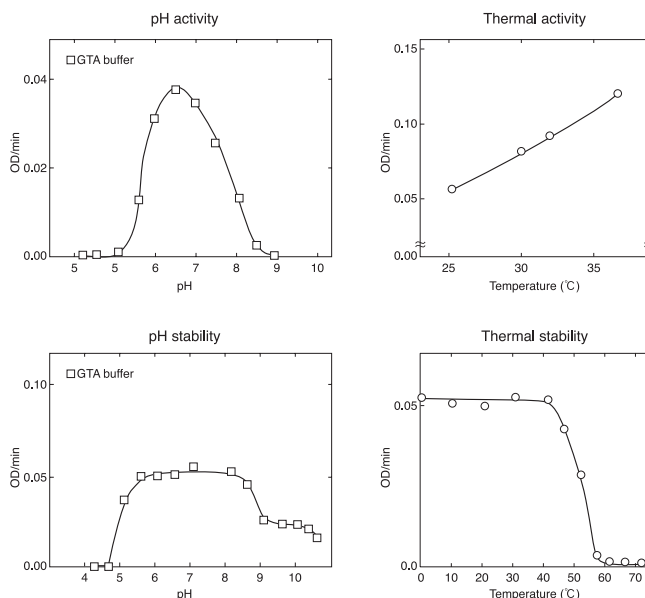 pH activity
GTA buffer
OD/min
0.04
0.02
0.00
5 5 6 7 8 9 10
pH
Thermal activity
OD/min
0.15
0.10
0.05
0.00
25 30 35
Temperature (℃)
pH stability
GTA buffer
OD/min
0.10
0.05
0.00
4 5 6 7 8 9 10
pH
Thermal stability
OD/min
0.05
0
0 10 20 30 40 50 60 70
Temperature (℃)